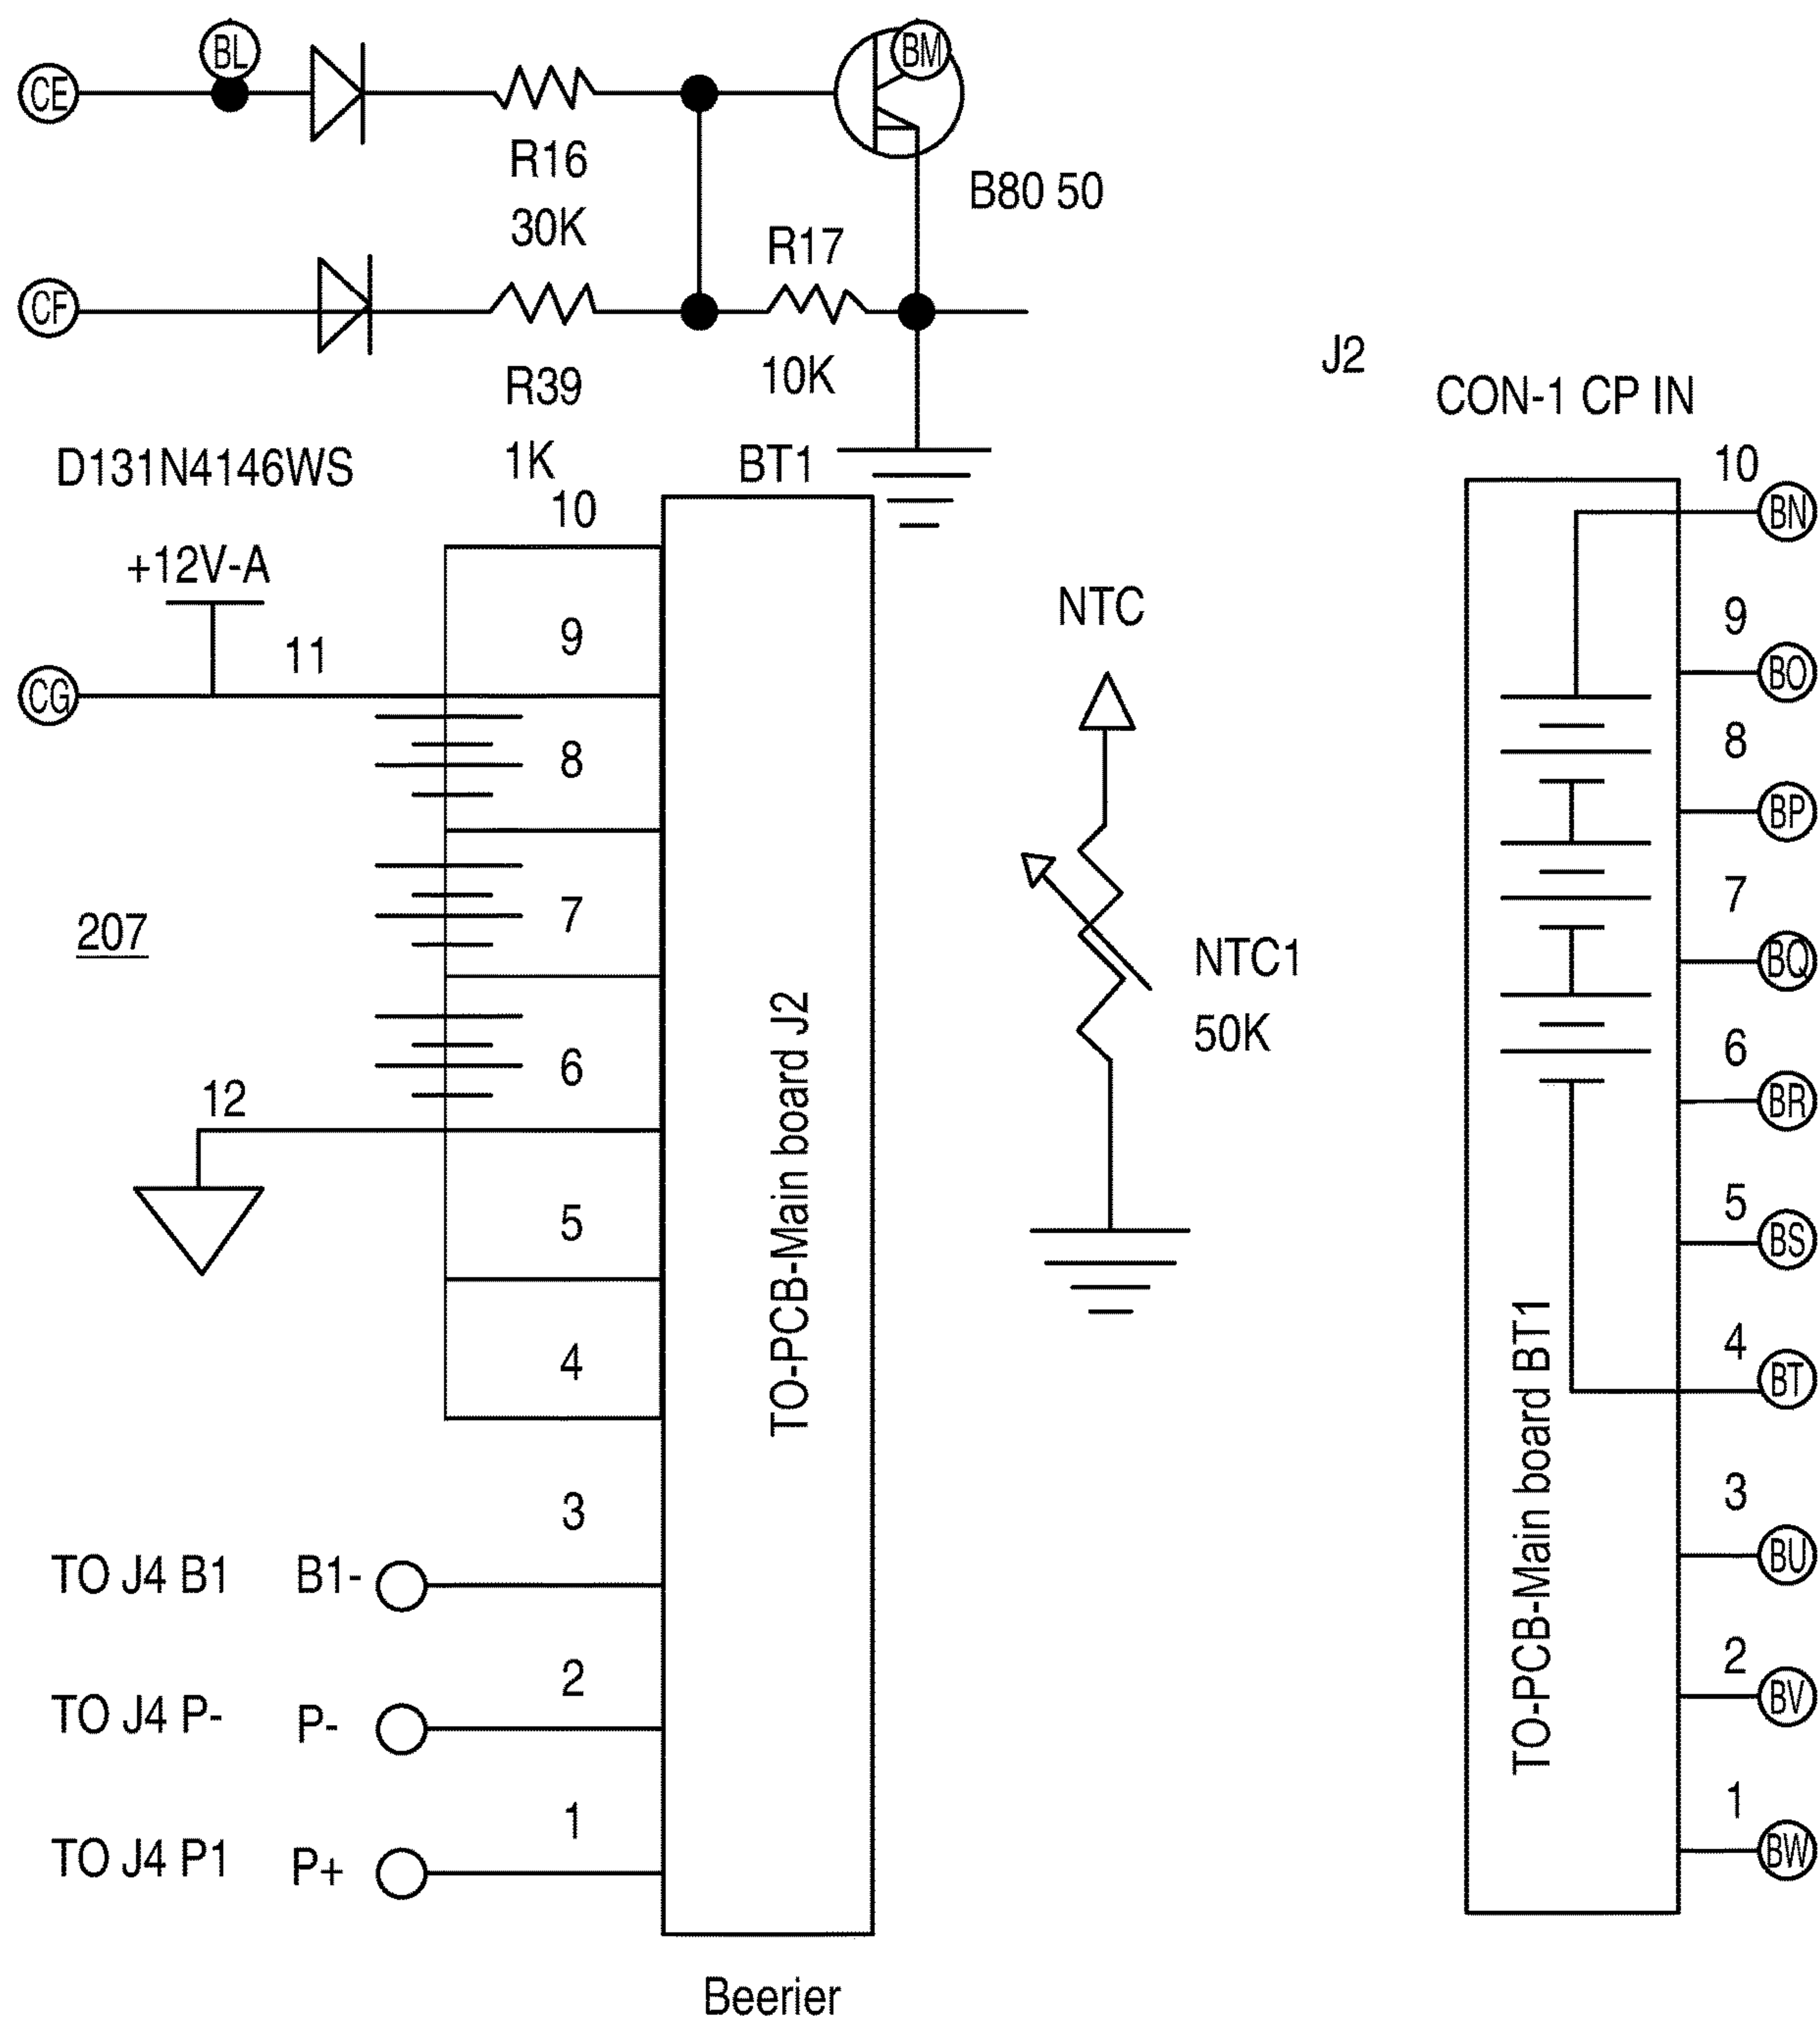 BL
BM
CE
R16
30K
B80 50
R17
CF
R39
1K
10K
D131N4146WS
BT1
J2
CON-1 CP IN
+12V-A
11
CG
10
9
8
7
6
5
4
3
2
1
207
12
TO-PCB-Main board J2
NTC
NTC1
50K
TO J4 B1 B1-
TO J4 P- P-
TO J4 P1 P+
Beerier
TO-PCB-Main board BT1
10
BN
9
BO
8
BP
7
BQ
6
BR
5
BS
4
BT
3
BU
2
BV
1
BW